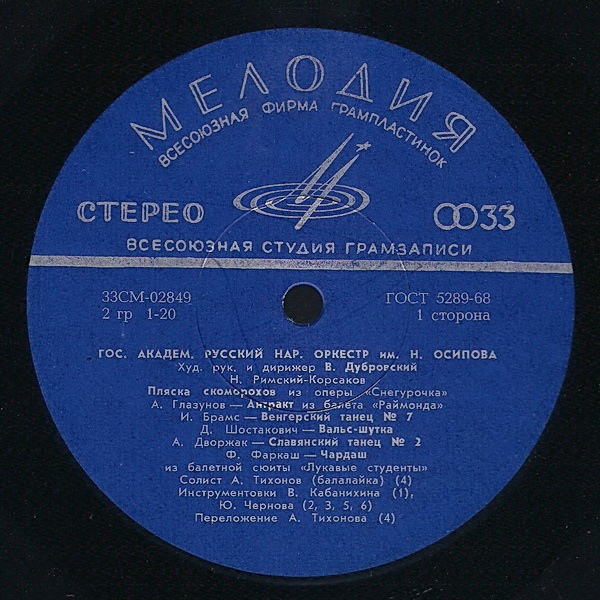 МЕЛОДИЯ
ВСЕСОЮЗНАЯ ФИРМА ГРАМПЛАСТИНОК
СТЕРЕО
33
ВСЕСОЮЗНАЯ СТУДИЯ ГРАМЗАПИСИ
33СМ-02849 ГОСТ 5289-68
2 гр 1-20 1 сторона
ГОС. АКАДЕМ. РУССКИЙ НАР. ОРКЕСТР им. Н. ОСИПОВА
Худ. рук. и дирижер В. Дубровский
Н. Римский-Корсаков
Пляска скоморохов из оперы «Снегурочка»
А. Глазунов — Антракт из балета «Раймонда»
И. Брамс — Венгерский танец № 7
Д. Шостакович — Вальс-шутка
А. Дворжак — Славянский танец № 2
Ф. Фаркаш — Чардаш
из балетной сюиты «Лукавые студенты»
Солист А. Тихонов (балалайка) (4)
Инструментовки В. Кабанихина (1),
Ю. Чернова (2, 3, 5, 6)
Переложение А. Тихонова (4)